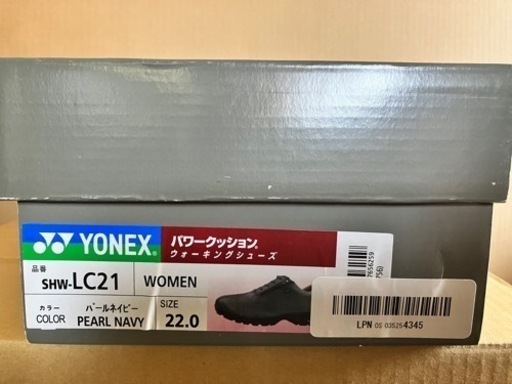 YONEX
パワークッション®
ウォーキングシューズ
品番
SHW-LC21
WOMEN
カラー
COLOR
パールネイビー
PEARL NAVY
SIZE
22.0
LPN
4345